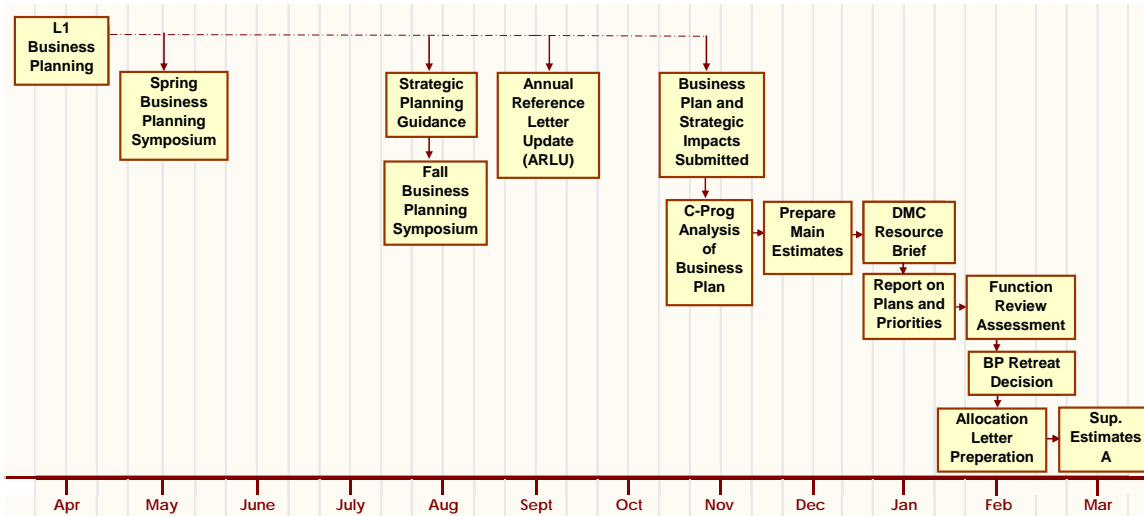 L1
Business
Planning
Spring
Business
Planning
Symposium
Strategic
Planning
Guidance
Fall
Business
Planning
Symposium
Annual
Reference
Letter
Update
(ARLU)
Business
Plan and
Strategic
Impacts
Submitted
C-Prog
Analysis
of
Business
Plan
Prepare
Main
Estimates
DMC
Resource
Brief
Report on
Plans and
Priorities
Function
Review
Assessment
BP Retreat
Decision
Allocation
Letter
Preperation
Sup.
Estimates
A
Apr May June July Aug Sept Oct Nov Dec Jan Feb Mar